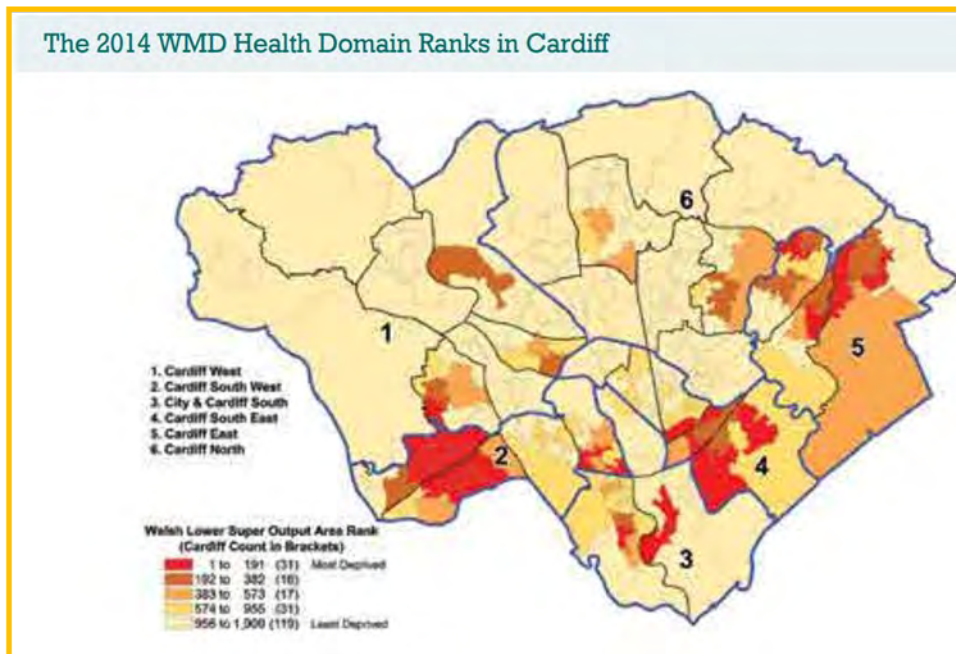 The 2014 WMD Health Domain Ranks in Cardiff
6
1
5
1. Cardiff West
2. Cardiff South West
3. City & Cardiff South
4. Cardiff South East
5. Cardiff East
6. Cardiff North
2
4
Welsh Lower Super Output Area Rank
(Cardiff Count in Brackets)
3
1 to 191 (31) Most Deprived
192 to 382 (16)
383 to 573 (17)
574 to 955 (31)
956 to 1,909 (119) Least Deprived